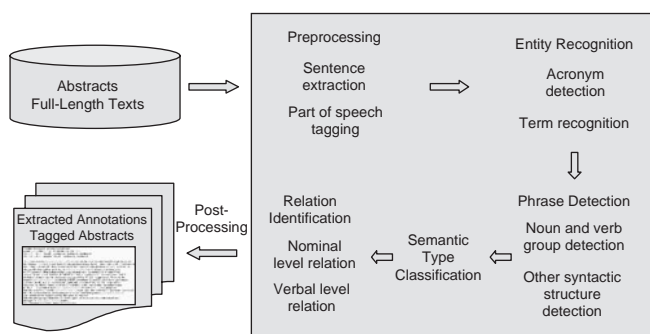 Abstracts
Full-Length Texts
Preprocessing
Sentence
extraction
Part of speech
tagging
Entity Recognition
Acronym
detection
Term recognition
Phrase Detection
Noun and verb
group detection
Other syntactic
structure
detection
Semantic
Type
Classification
Relation
Identification
Nominal
level relation
Verbal level
relation
Post-
Processing
Extracted Annotations
Tagged Abstracts